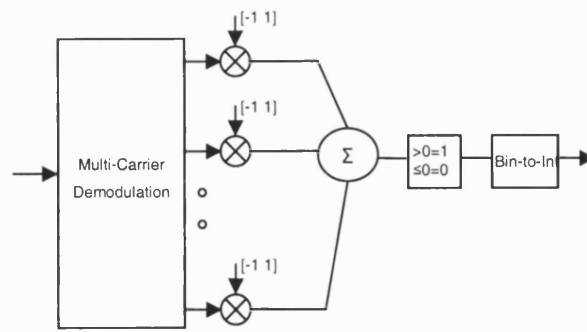 [-1 1]
[-1 1]
Multi-Carrier
Demodulation
Σ
>0=1
≤0=0
Bin-to-Int
[-1 1]